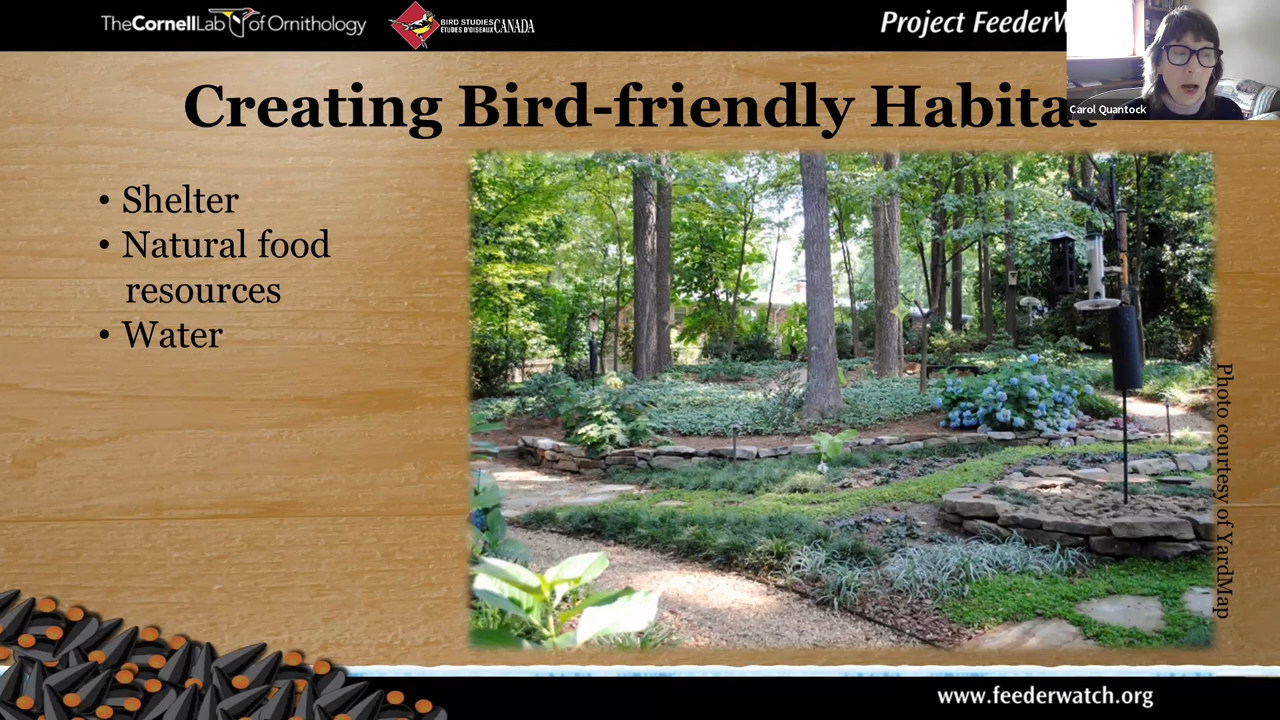 TheCornellLab of Ornithology
BIRD STUDIES
ÉTUDES D'OISEAUX CANADA
Project FeederW
Carol Quantock
Creating Bird-friendly Habitat
• Shelter
• Natural food
resources
• Water
Photo courtesy of YardMap
www.feederwatch.org